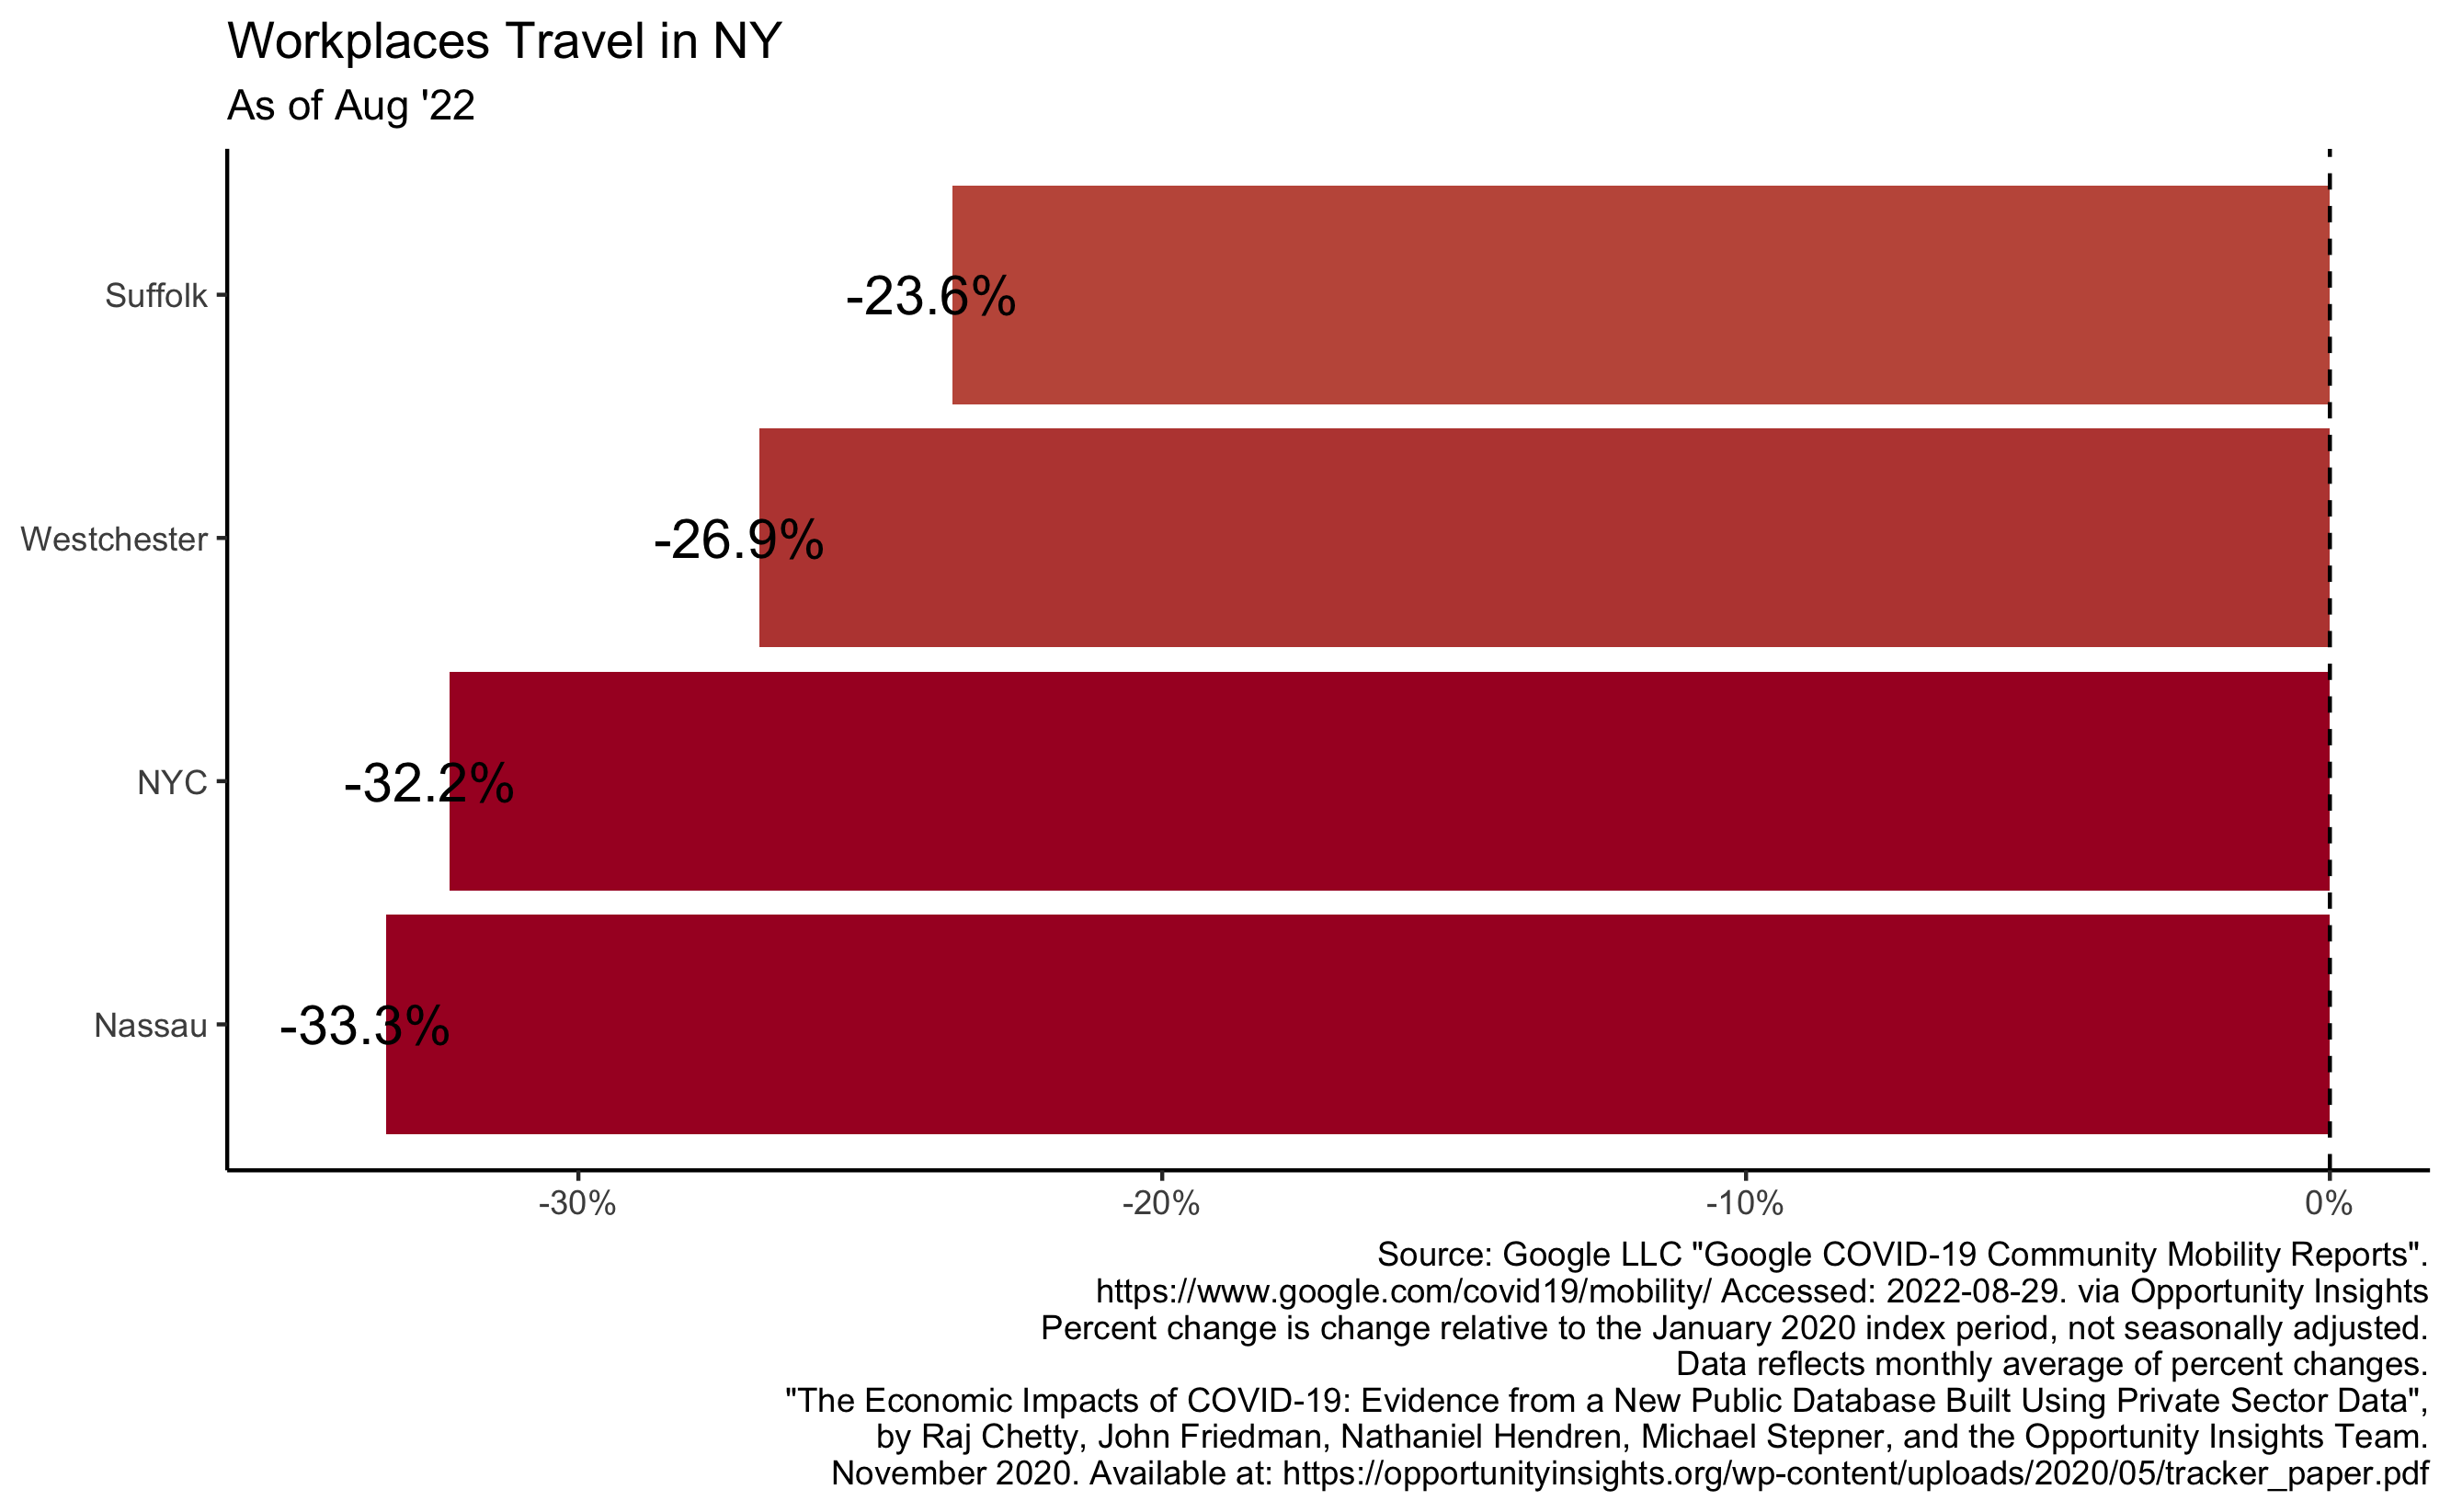 Workplaces Travel in NY
As of Aug '22
Suffolk
-23.6%
Westchester
-26.9%
NYC
-32.2%
Nassau
-33.3%
-30%
-20%
-10%
0%
Source: Google LLC "Google COVID-19 Community Mobility Reports".
https://www.google.com/covid19/mobility/ Accessed: 2022-08-29. via Opportunity Insights
Percent change is change relative to the January 2020 index period, not seasonally adjusted.
Data reflects monthly average of percent changes.
"The Economic Impacts of COVID-19: Evidence from a New Public Database Built Using Private Sector Data",
by Raj Chetty, John Friedman, Nathaniel Hendren, Michael Stepner, and the Opportunity Insights Team.
November 2020. Available at: https://opportunityinsights.org/wp-content/uploads/2020/05/tracker_paper.pdf